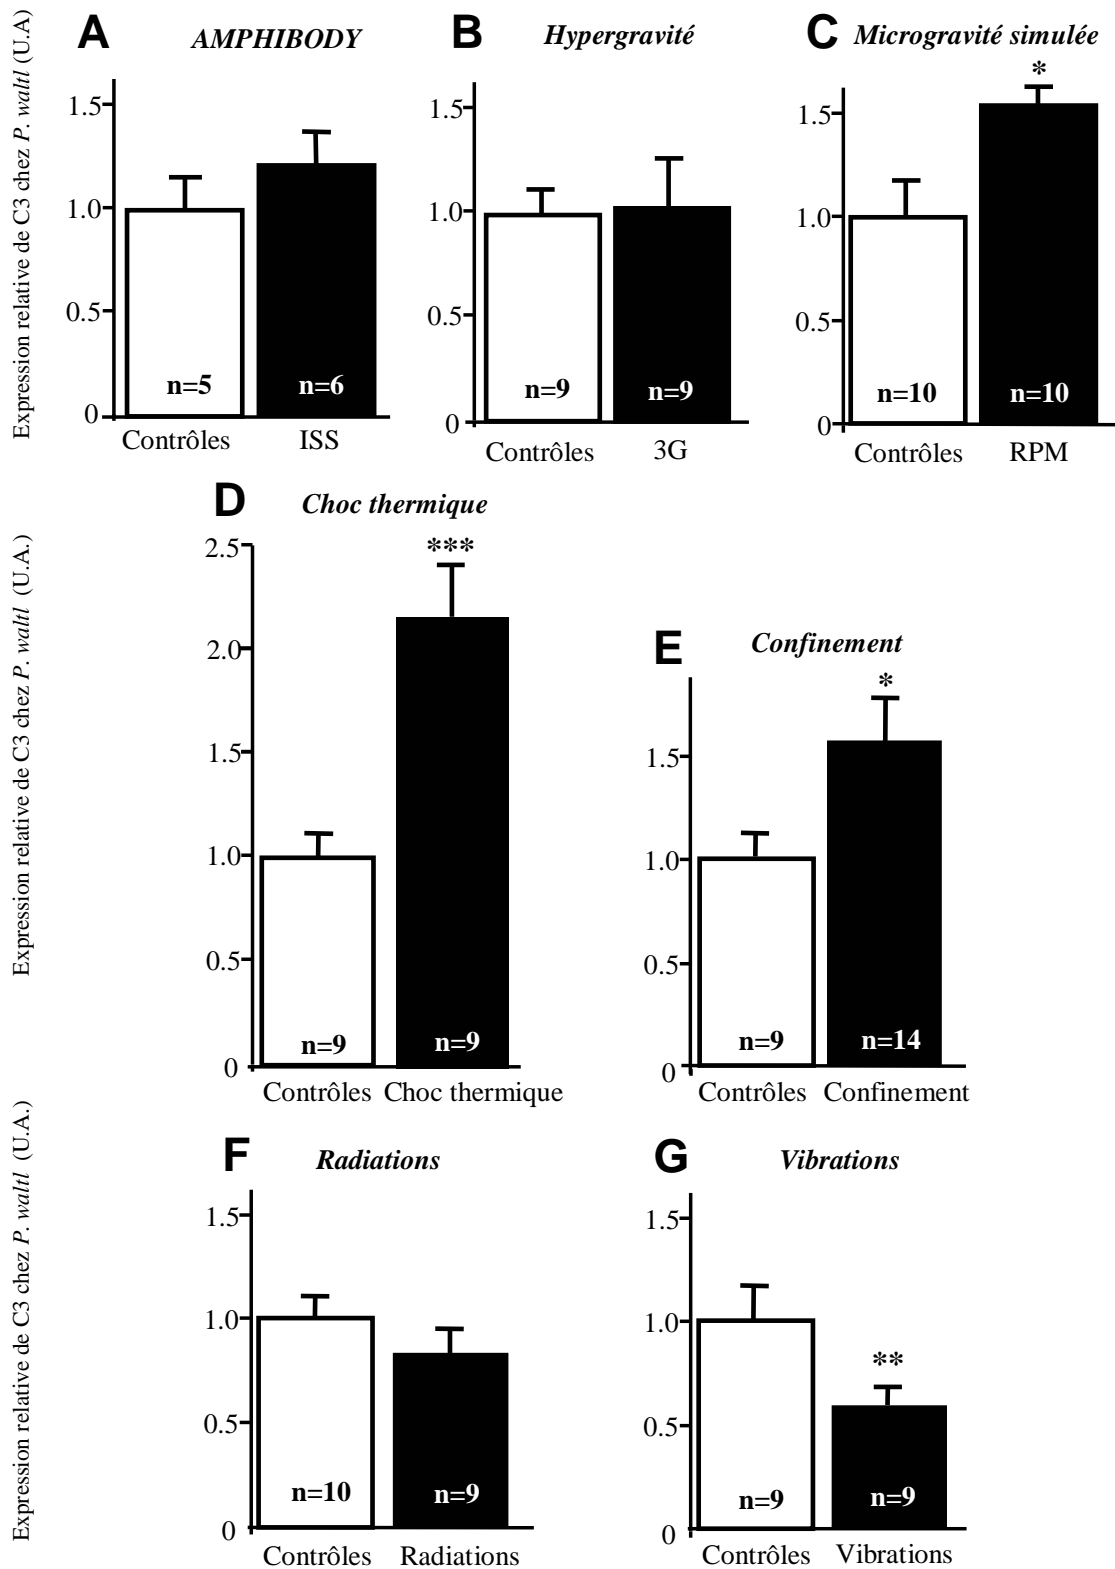 Expression relative de C3 chez P. waltl (U.A)
A AMPHIBODY
1.5
1.0
0.5
0
n=5
n=6
Contrôles
ISS
B Hypergravité
1.5
1.0
0.5
0
n=9
n=9
Contrôles
3G
C Microgravité simulée
*
1.5
1.0
0.5
0
n=10
n=10
Contrôles
RPM
Expression relative de C3 chez P. waltl (U.A.)
D Choc thermique
***
2.5
2.0
1.5
1.0
0.5
0
n=9
n=9
Contrôles
Choc thermique
E Confinement
*
1.5
1.0
0.5
0
n=9
n=14
Contrôles
Confinement
Expression relative de C3 chez P. waltl (U.A.)
F Radiations
1.5
1.0
0.5
0
n=10
n=9
Contrôles
Radiations
G Vibrations
1.5
1.0
**
0.5
0
n=9
n=9
Contrôles
Vibrations